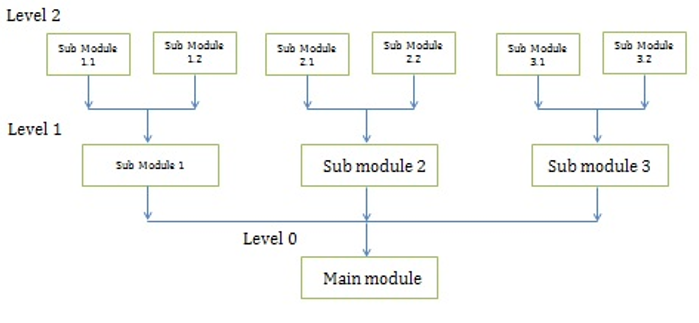 Level 2
Sub Module
1.1
Sub Module
1.2
Sub Module
2.1
Sub Module
2.2
Sub Module
3.1
Sub Module
3.2
Level 1
Sub Module 1
Sub module 2
Sub module 3
Level 0
Main module